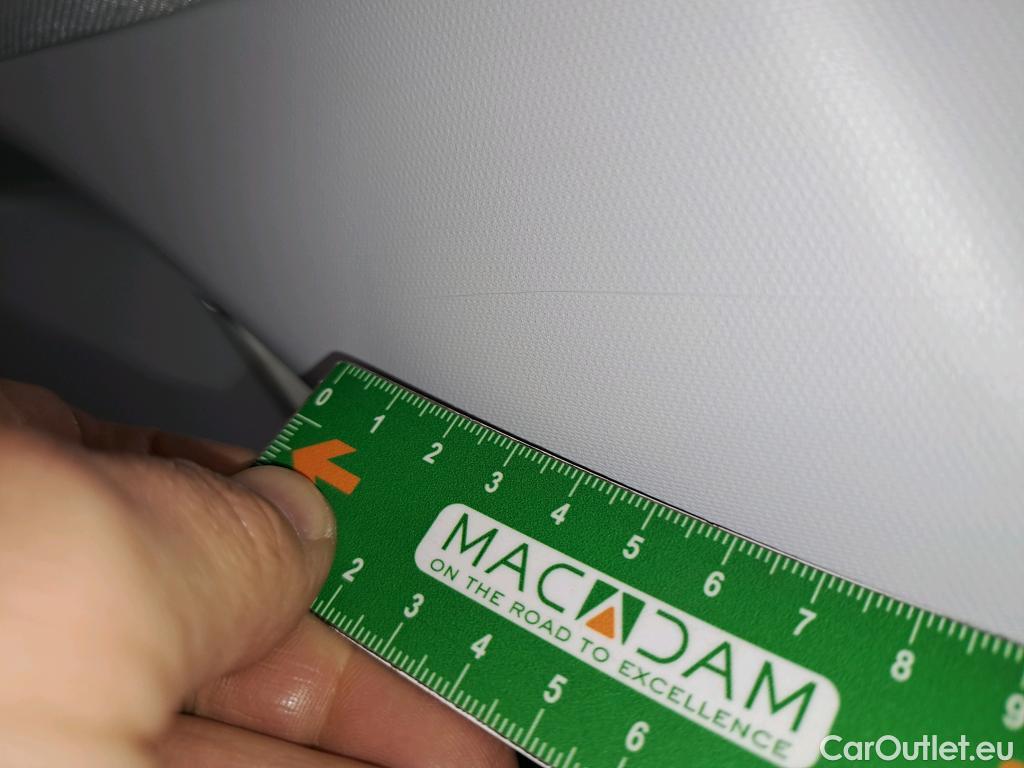 0 1 2 3 4 5 6 7 8 9
MACADAM
ON THE ROAD TO EXCELLENCE
2 3 4 5 6
CarOutlet.eu